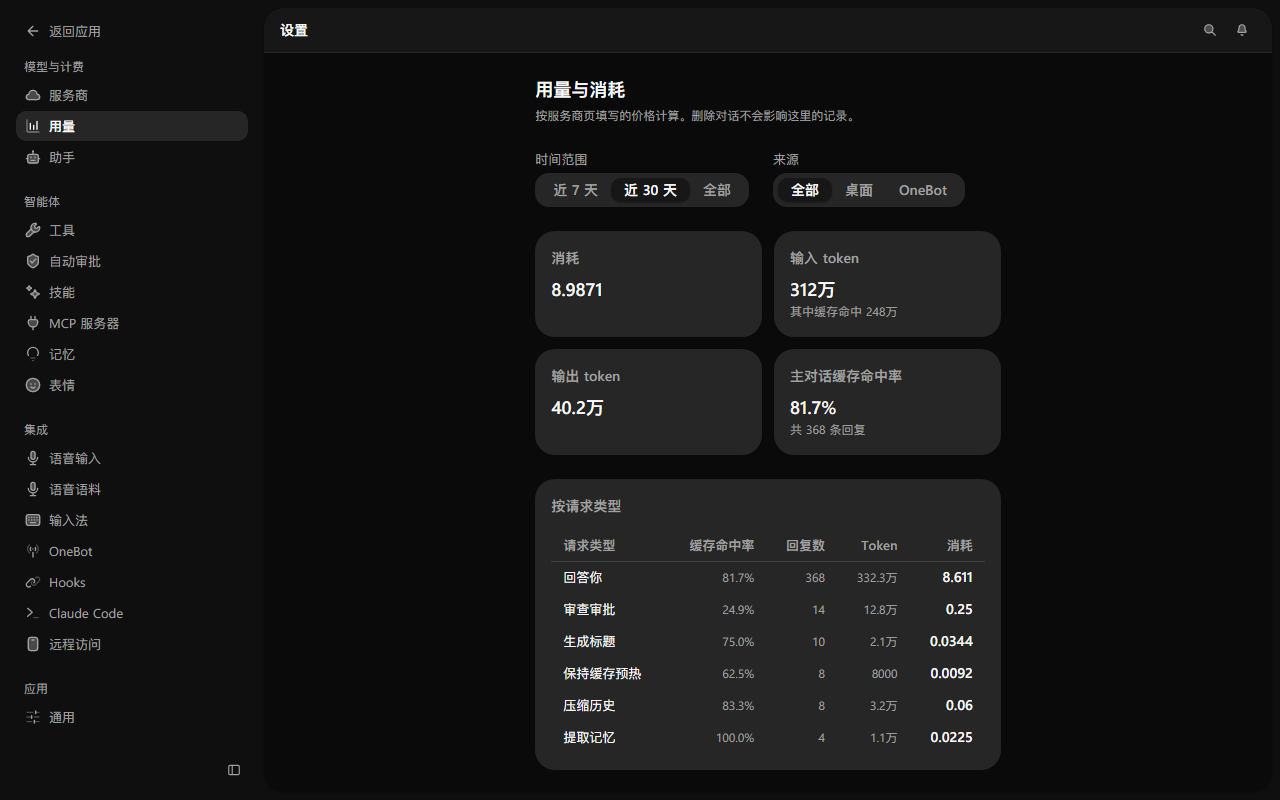 返回应用
模型与计费
服务商
用量
助手
智能体
工具
自动审批
技能
MCP 服务器
记忆
表情
集成
语音输入
语音语料
输入法
OneBot
Hooks
Claude Code
远程访问
应用
通用
设置
用量与消耗
按服务商页填写的价格计算。删除对话不会影响这里的记录。
时间范围
近 7 天 近 30 天 全部
来源
全部 桌面 OneBot
消耗
8.9871
输入 token
312万
其中缓存命中 248万
输出 token
40.2万
主对话缓存命中率
81.7%
共 368 条回复
按请求类型
请求类型 缓存命中率 回复数 Token 消耗
回答你 81.7% 368 332.3万 8.611
审查审批 24.9% 14 12.8万 0.25
生成标题 75.0% 10 2.1万 0.0344
保持缓存预热 62.5% 8 8000 0.0092
压缩历史 83.3% 8 3.2万 0.06
提取记忆 100.0% 4 1.1万 0.0225